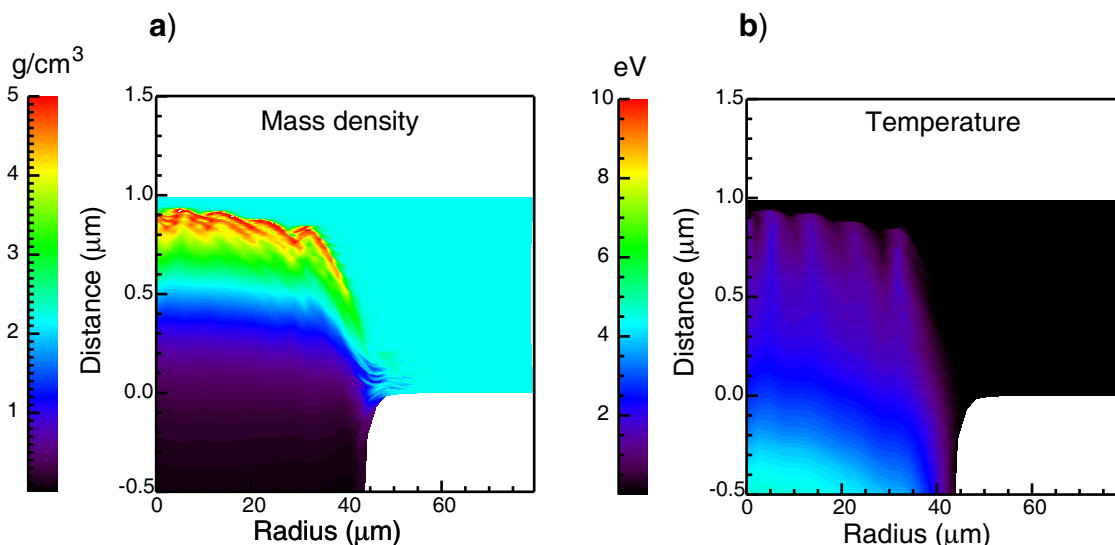 a)
b)
g/cm3
eV
5
4
3
2
1
1.5
1.0
0.5
0.0
-0.5
Distance (μm)
Mass density
0 20 40 60
Radius (μm)
10
8
6
4
2
1.5
1.0
0.5
0.0
-0.5
Distance (μm)
Temperature
0 20 40 60
Radius (μm)